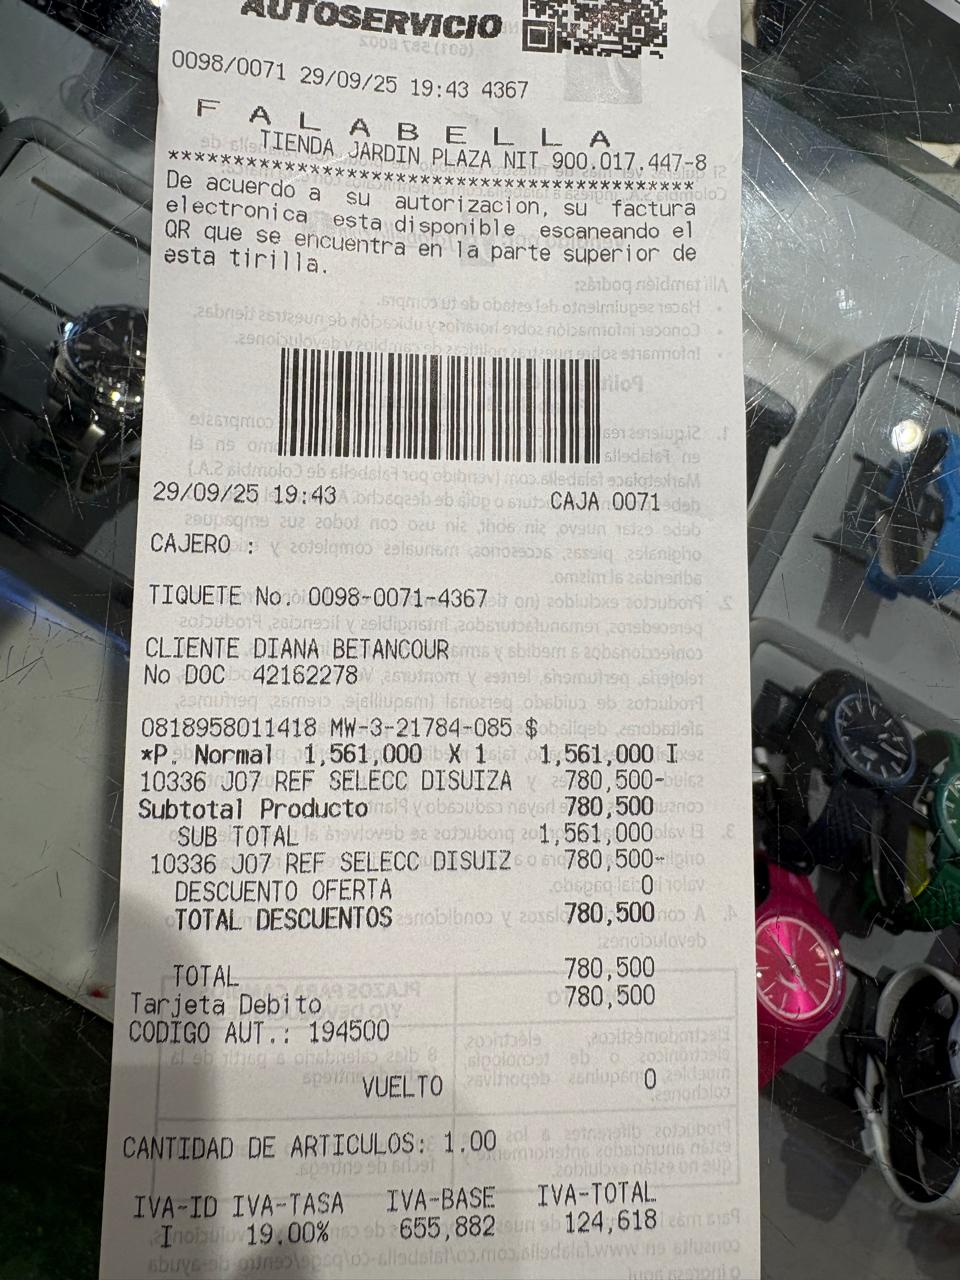 AUTOSERVICIO
0098/0071 29/09/25 19:43 4367
F A L A B E L L A
TIENDA JARDIN PLAZA NIT 900.017.447-8
****************************************
De acuerdo a su autorizacion, su factura
electronica esta disponible escaneando el
QR que se encuentra en la parte superior de
esta tirilla.
29/09/25 19:43 CAJA 0071
CAJERO :
TIQUETE No. 0098-0071-4367
CLIENTE DIANA BETANCOUR
No DOC 42162278
0818958011418 MW-3-21784-085 $
*P. Normal 1,561,000 X 1 1,561,000
10336 J07 REF SELECC DISUIZA 780,500-
Subtotal Producto 780,500
SUB TOTAL 1,561,000
10336 J07 REF SELECC DISUIZ 780,500-
DESCUENTO OFERTA 0
TOTAL DESCUENTOS 780,500
TOTAL 780,500
Tarjeta Debito 780,500
CODIGO AUT.: 194500
VUELTO 0
CANTIDAD DE ARTICULOS: 1.00
IVA-ID IVA-TASA IVA-BASE IVA-TOTAL
I 19.00% 655,882 124,618